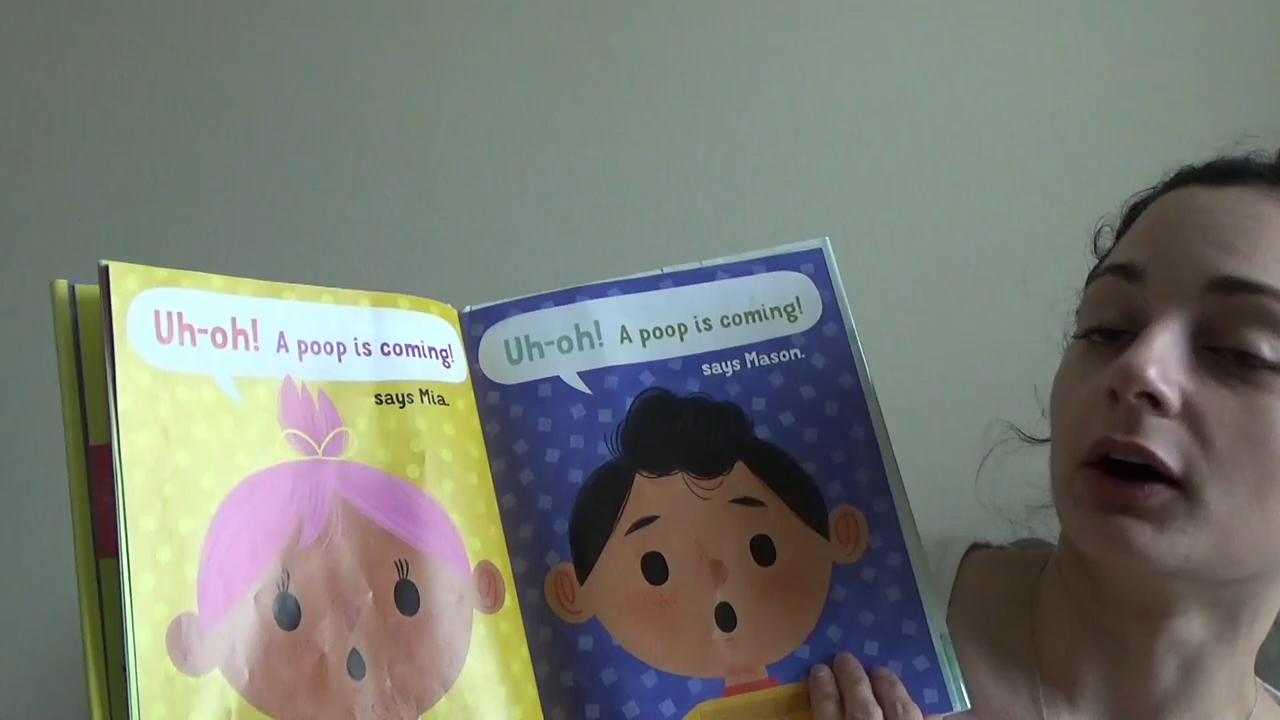 Uh-oh! A poop is coming!
says Mia.
Uh-oh! A poop is coming!
says Mason.